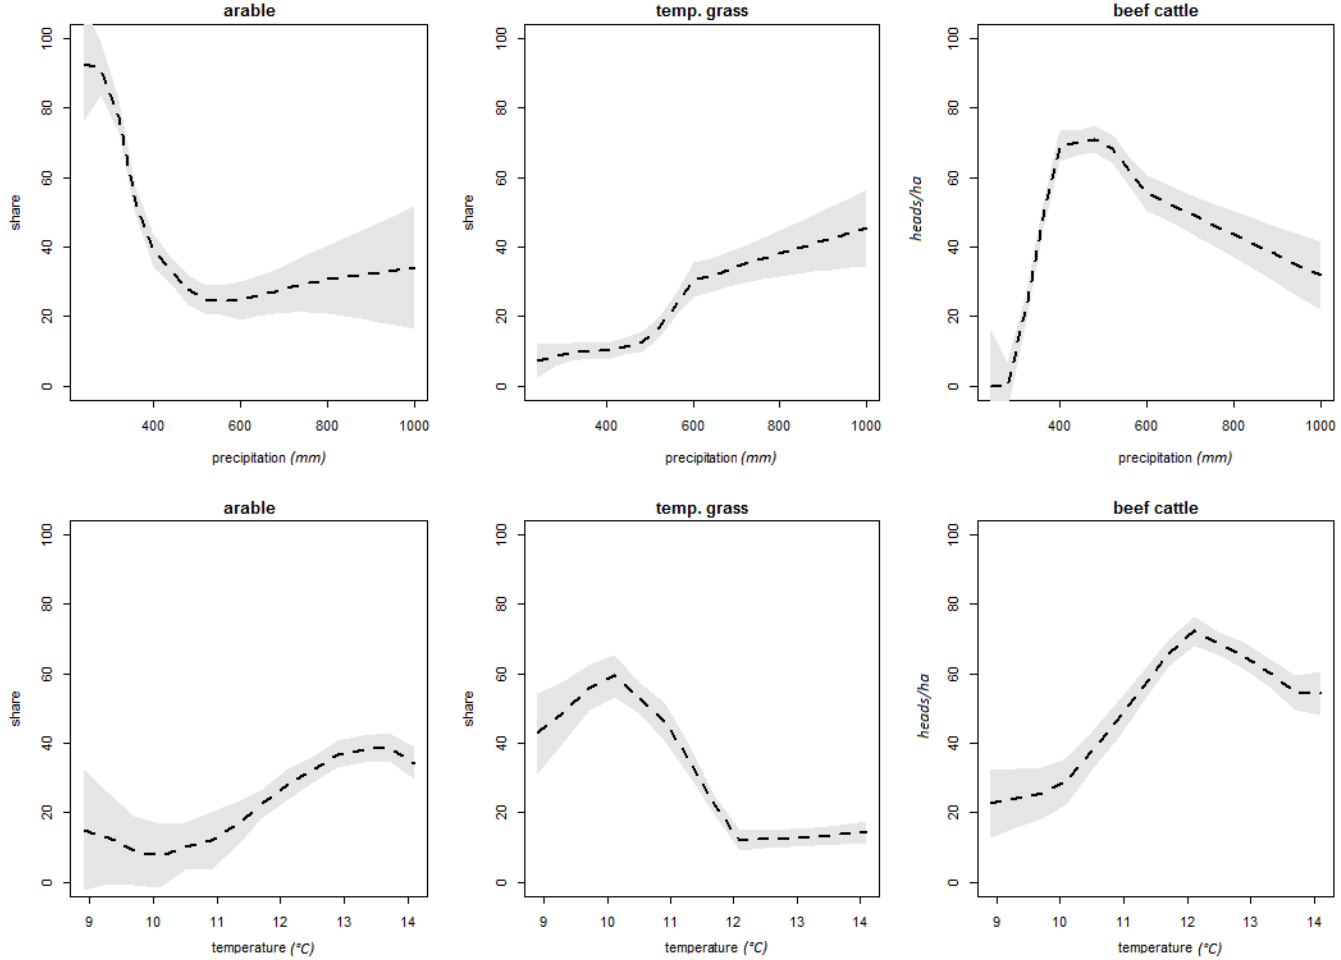 arable
temp. grass
beef cattle
share
100
80
60
40
20
0
400 600 800 1000
precipitation (mm)
share
100
80
60
40
20
0
400 600 800 1000
precipitation (mm)
heads/ha
100
80
60
40
20
0
400 600 800 1000
precipitation (mm)
arable
temp. grass
beef cattle
share
100
80
60
40
20
0
9 10 11 12 13 14
temperature (°C)
share
100
80
60
40
20
0
9 10 11 12 13 14
temperature (°C)
heads/ha
100
80
60
40
20
0
9 10 11 12 13 14
temperature (°C)